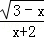 √(3 − x)
x+2